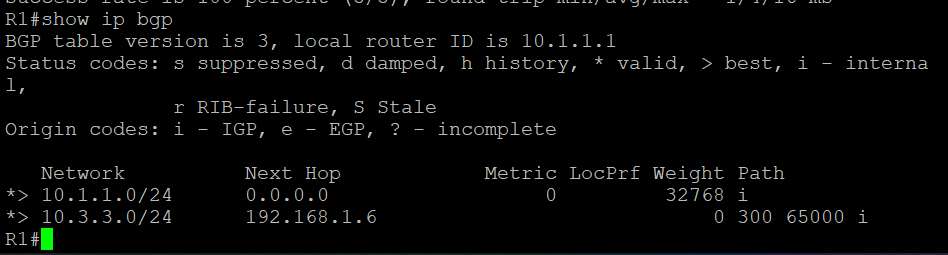 Success rate is 100 percent (5/5), round-trip min/avg/max = 1/4/16 ms
R1#show ip bgp
BGP table version is 3, local router ID is 10.1.1.1
Status codes: s suppressed, d damped, h history, * valid, > best, i - interna
l,
              r RIB-failure, S Stale
Origin codes: i - IGP, e - EGP, ? - incomplete
   Network          Next Hop            Metric LocPrf Weight Path
*> 10.1.1.0/24      0.0.0.0                  0         32768 i
*> 10.3.3.0/24      192.168.1.6                            0 300 65000 i
R1#